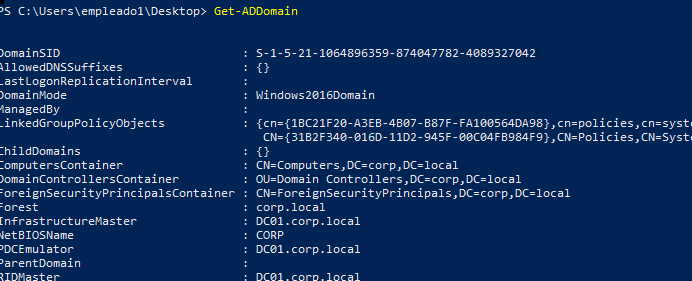 PS C:\Users\empleado1\Desktop> Get-ADDomain
DomainSID : S-1-5-21-1064896359-874047782-4089327042
AllowedDNSSuffixes : {}
LastLogonReplicationInterval :
DomainMode : Windows2016Domain
ManagedBy :
LinkedGroupPolicyObjects : {cn={1BC21F20-A3EB-4B07-B87F-FA100564DA98},cn=policies,cn=syst
CN={31B2F340-016D-11D2-945F-00C04FB984F9},CN=Policies,CN=Syste
ChildDomains : {}
ComputersContainer : CN=Computers,DC=corp,DC=local
DomainControllersContainer : OU=Domain Controllers,DC=corp,DC=local
ForeignSecurityPrincipalsContainer : CN=ForeignSecurityPrincipals,DC=corp,DC=local
Forest : corp.local
InfrastructureMaster : DC01.corp.local
NetBIOSName : CORP
PDCEmulator : DC01.corp.local
ParentDomain :
RIDMaster : DC01.corp.local